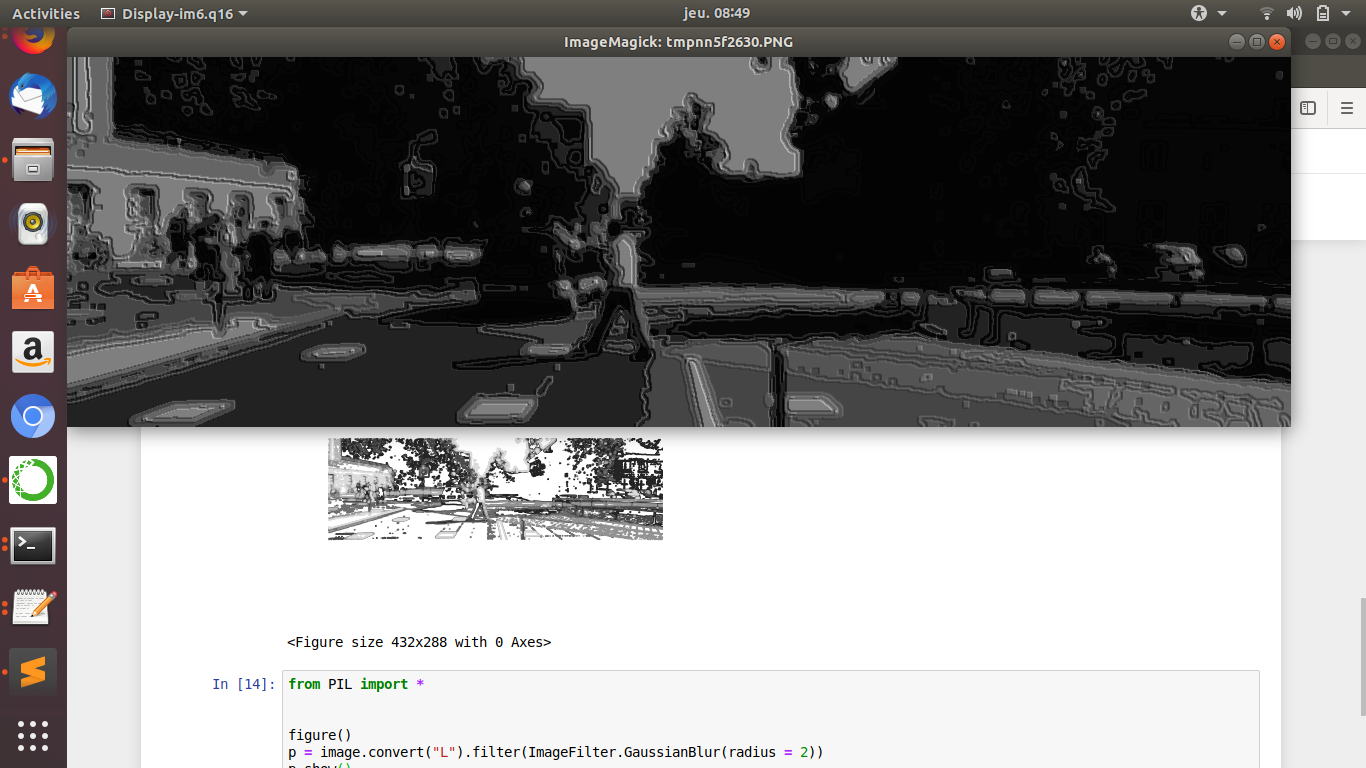 Activities Display-im6.q16 jeu. 08:49
ImageMagick: tmpnn5f2630.PNG
<Figure size 432x288 with 0 Axes>
In [14]: from PIL import *
figure()
p = image.convert("L").filter(ImageFilter.GaussianBlur(radius = 2))
p.show()